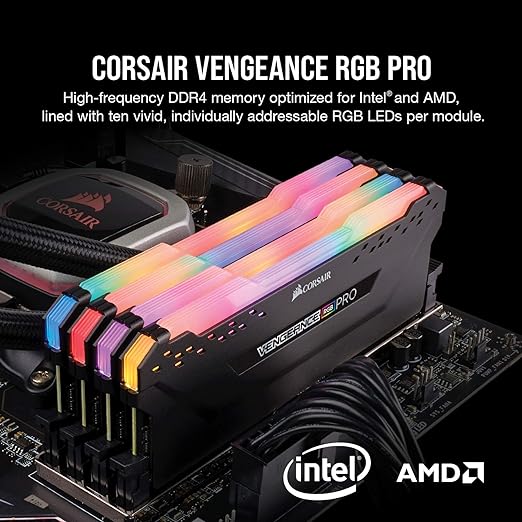 CORSAIR VENGEANCE RGB PRO
High-frequency DDR4 memory optimized for Intel® and AMD,
lined with ten vivid, individually addressable RGB LEDs per module.
CORSAIR
CORSAIR
VENGEANCE RGB PRO
intel®
AMD